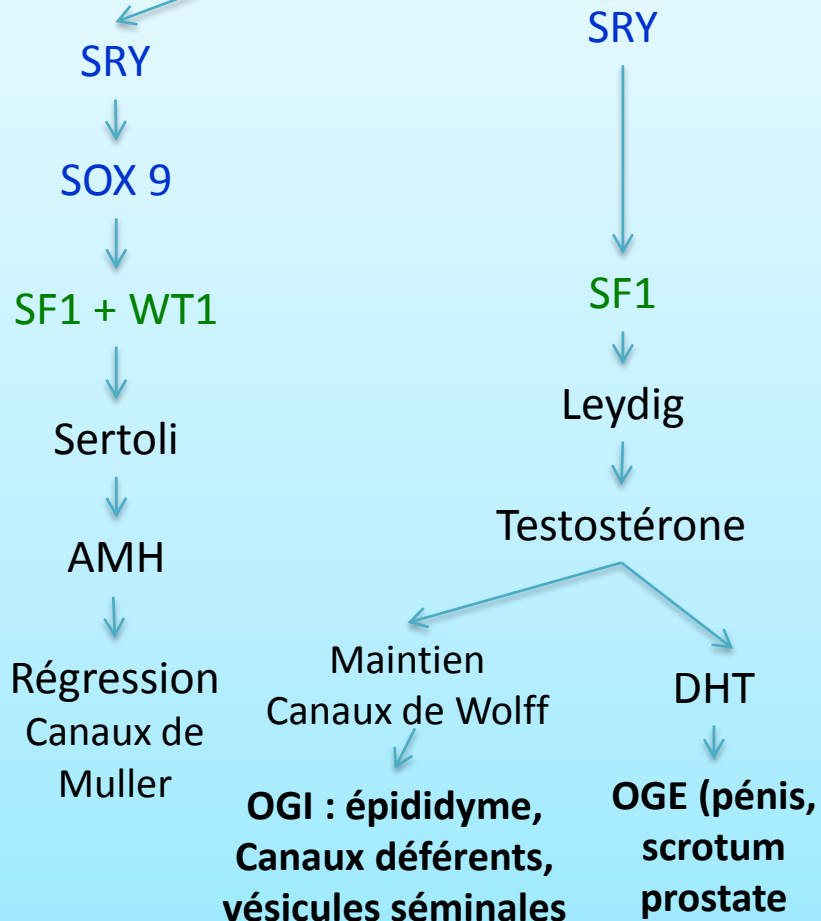 SRY
SOX 9
SF1 + WT1
Sertoli
AMH
Régression
Canaux de
Muller
SRY
SF1
Leydig
Testostérone
Maintien
Canaux de Wolff
OGI : épididyme,
Canaux déférents,
vésicules séminales
DHT
OGE (pénis,
scrotum
prostate